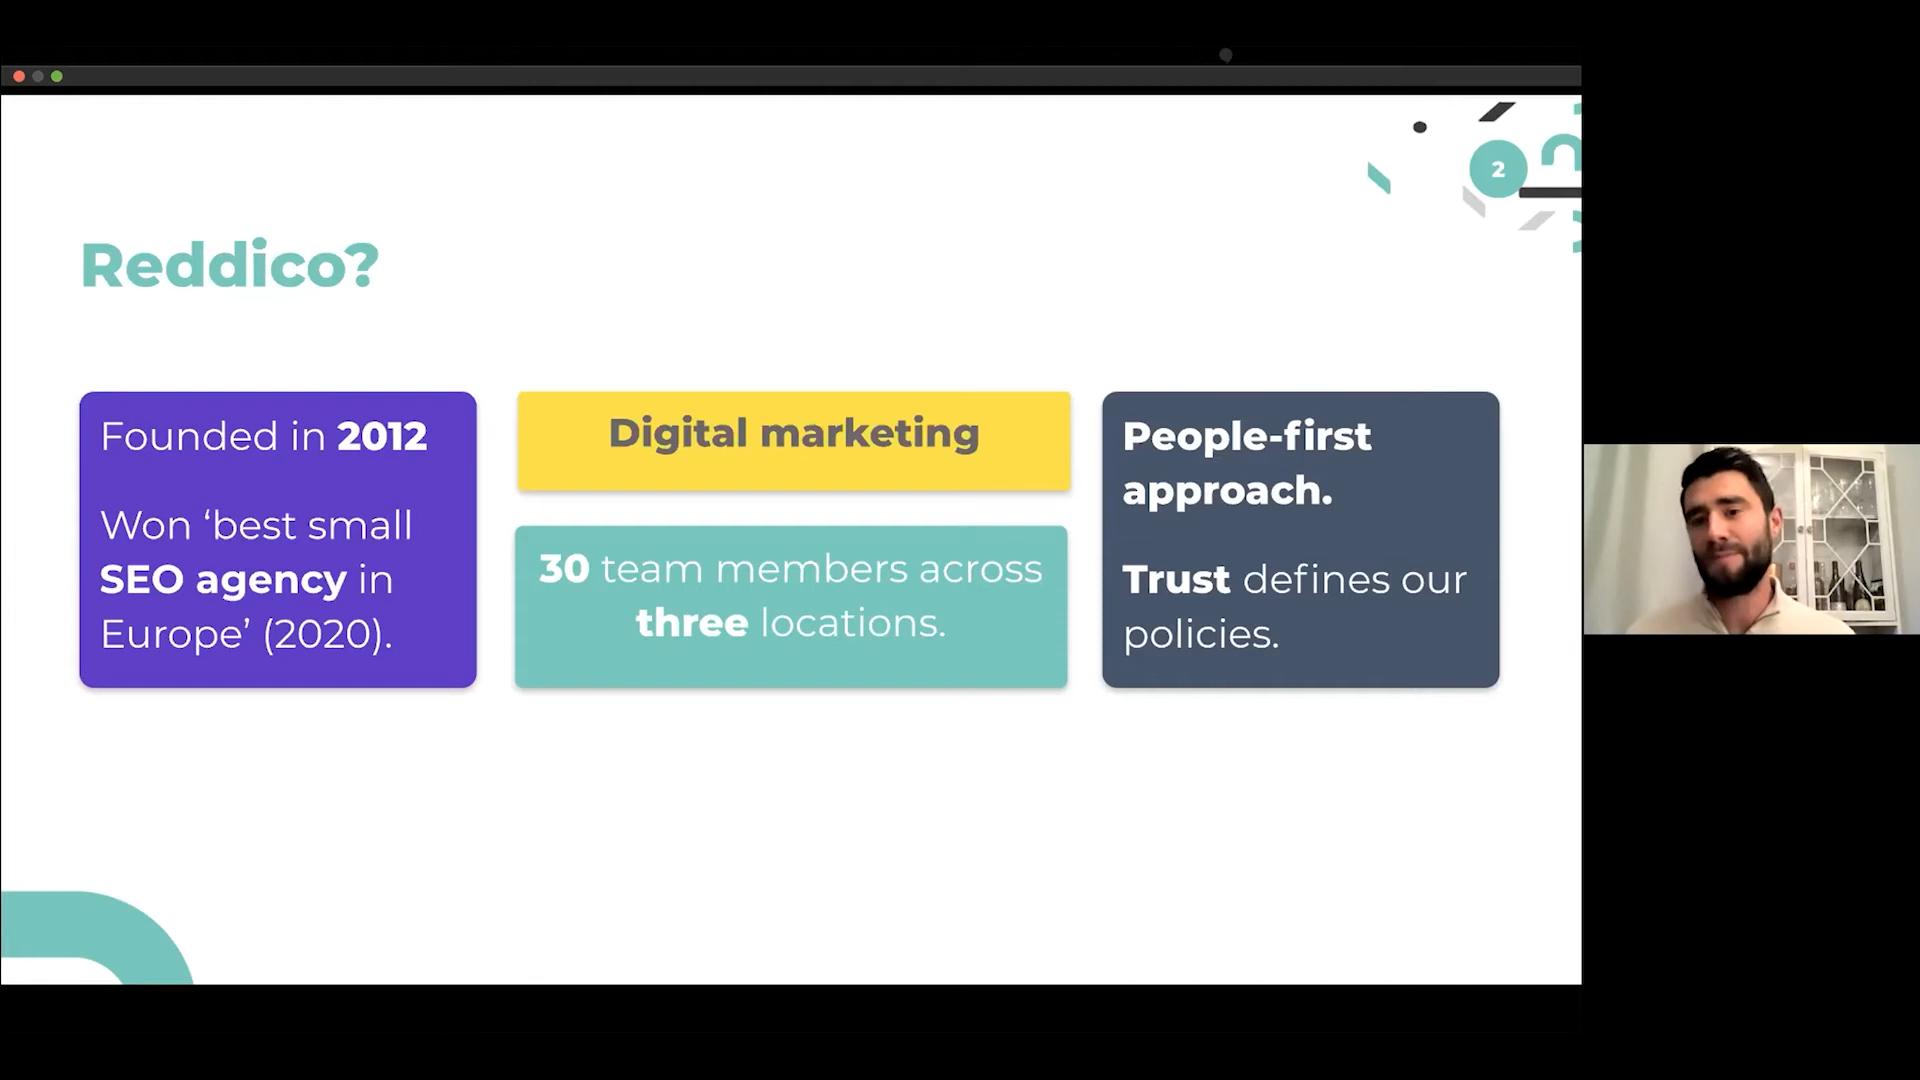 2
Reddico?
Founded in 2012
Won ‘best small
SEO agency in
Europe’ (2020).
Digital marketing
30 team members across
three locations.
People-first
approach.
Trust defines our
policies.